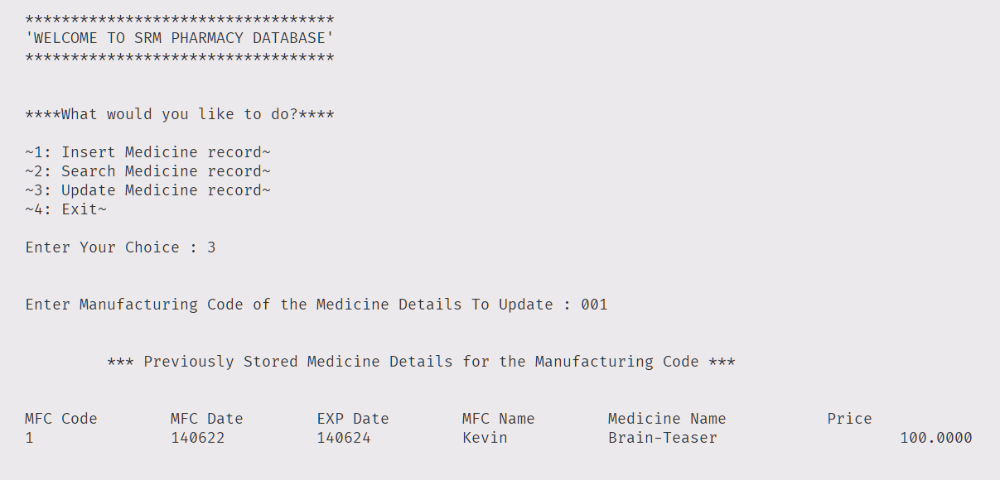 **********************************
'WELCOME TO SRM PHARMACY DATABASE'
**********************************
****What would you like to do?****
~1: Insert Medicine record~
~2: Search Medicine record~
~3: Update Medicine record~
~4: Exit~
Enter Your Choice : 3
Enter Manufacturing Code of the Medicine Details To Update : 001
*** Previously Stored Medicine Details for the Manufacturing Code ***
MFC Code MFC Date EXP Date MFC Name Medicine Name Price
1 140622 140624 Kevin Brain-Teaser 100.0000